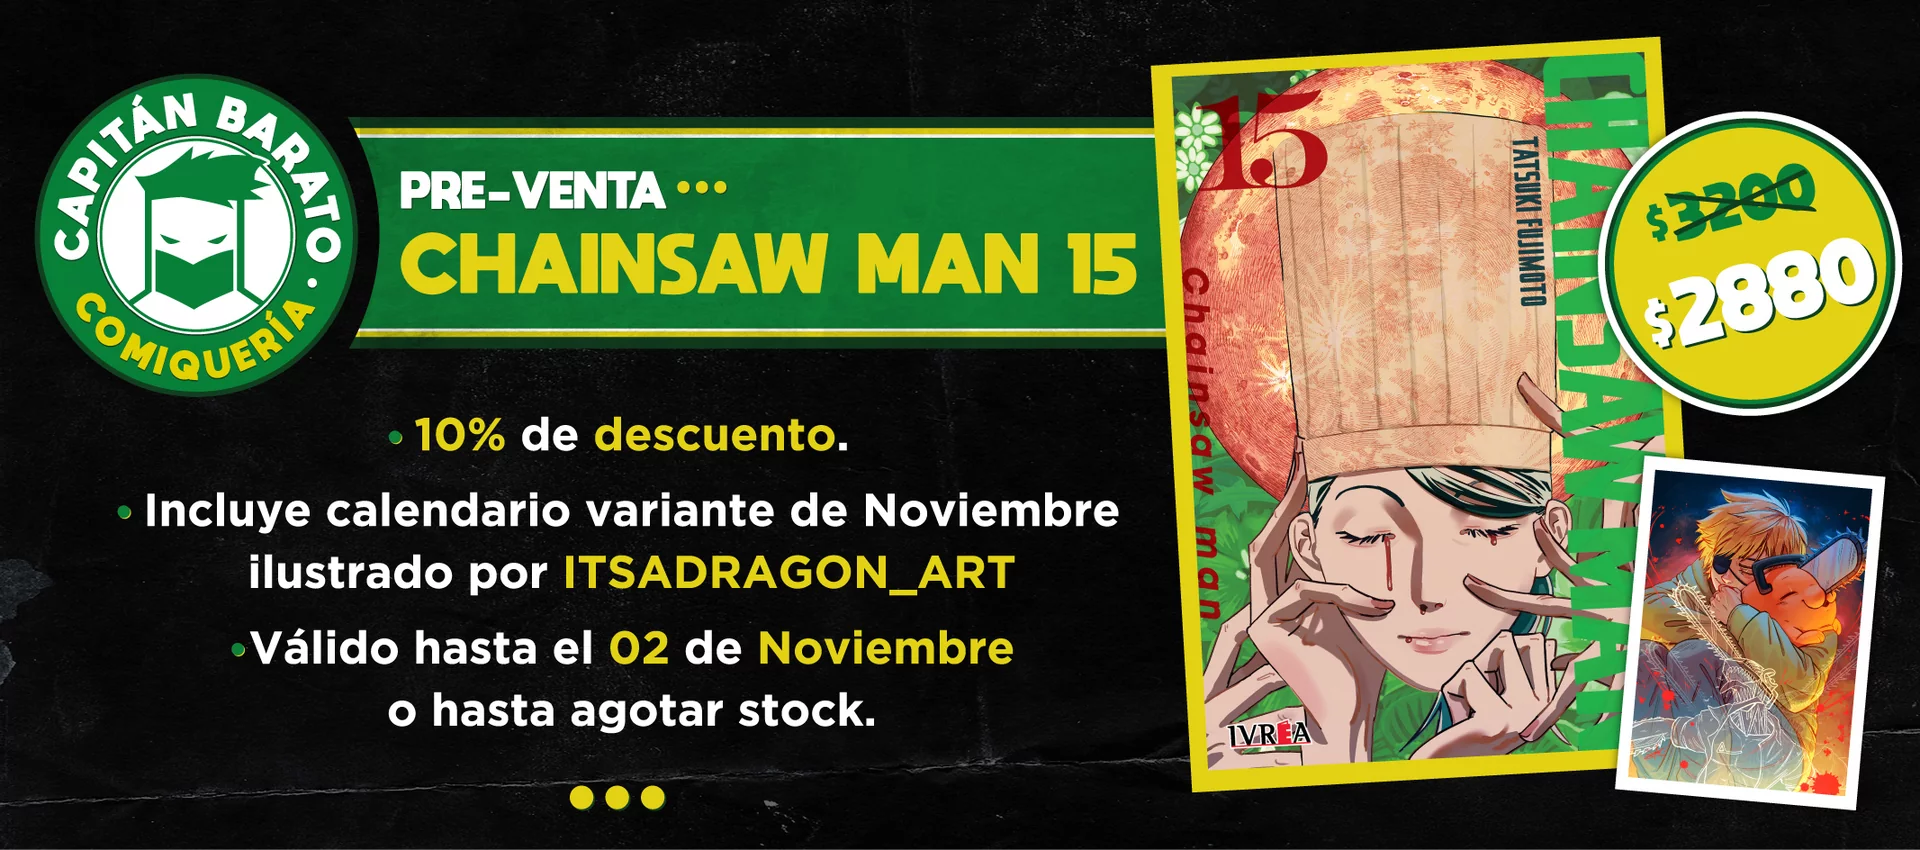 CAPITÁN BARATO · COMIQUERÍA
PRE-VENTA •••
CHAINSAW MAN 15
• 10% de descuento.
• Incluye calendario variante de Noviembre
ilustrado por ITSADRAGON_ART
• Válido hasta el 02 de Noviembre
o hasta agotar stock.
15
chainsaw man
TATSUKI FUJIMOTO
CHAINSAW MAN
IVREA
$3200
$2880